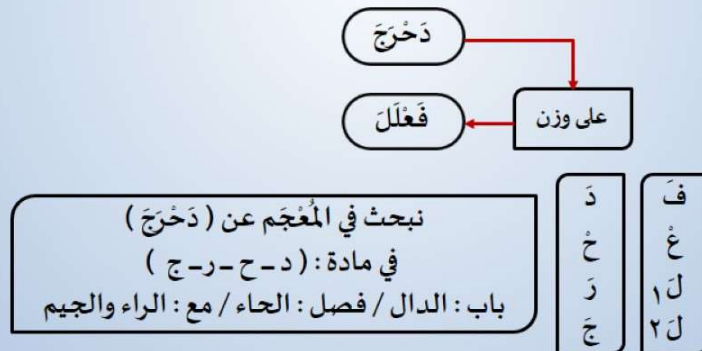 دَحْرَجَ
على وزن
فَعْلَلَ
فَ
عْ
لَ١
لَ٢
دَ
حْ
رَ
جَ
نبحث في المُعْجَم عن ( دَحْرَجَ )
في مادة : ( د – ح – ر – ج )
باب : الدال / فصل : الحاء / مع : الراء والجيم